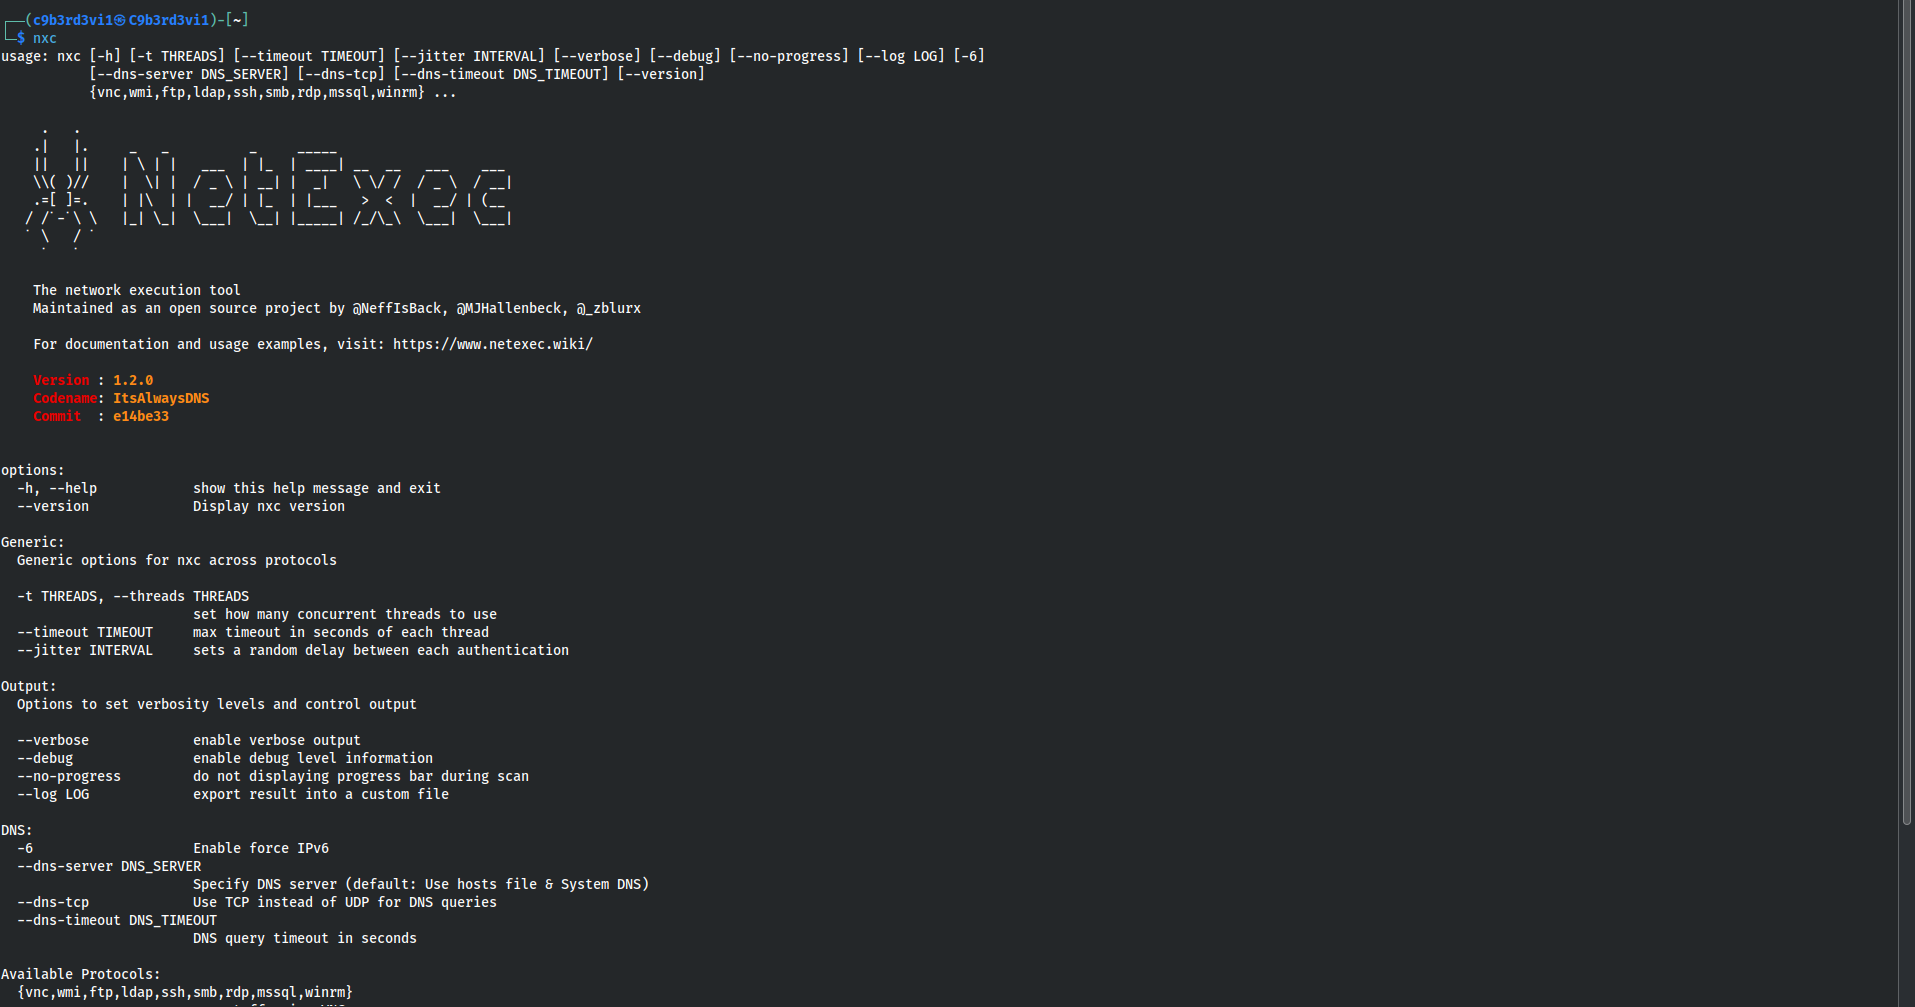 ┌──(c9b3rd3vi1㉿C9b3rd3vi1)-[~]
└─$ nxc
usage: nxc [-h] [-t THREADS] [--timeout TIMEOUT] [--jitter INTERVAL] [--verbose] [--debug] [--no-progress] [--log LOG] [-6]
           [--dns-server DNS_SERVER] [--dns-tcp] [--dns-timeout DNS_TIMEOUT] [--version]
           {vnc,wmi,ftp,ldap,ssh,smb,rdp,mssql,winrm} ...
NetExec
    The network execution tool
    Maintained as an open source project by @NeffIsBack, @MJHallenbeck, @_zblurx
    For documentation and usage examples, visit: https://www.netexec.wiki/
    Version : 1.2.0
    Codename: ItsAlwaysDNS
    Commit  : e14be33
options:
  -h, --help            show this help message and exit
  --version             Display nxc version
Generic:
  Generic options for nxc across protocols
  -t THREADS, --threads THREADS
                        set how many concurrent threads to use
  --timeout TIMEOUT     max timeout in seconds of each thread
  --jitter INTERVAL     sets a random delay between each authentication
Output:
  Options to set verbosity levels and control output
  --verbose             enable verbose output
  --debug               enable debug level information
  --no-progress         do not displaying progress bar during scan
  --log LOG             export result into a custom file
DNS:
  -6                    Enable force IPv6
  --dns-server DNS_SERVER
                        Specify DNS server (default: Use hosts file & System DNS)
  --dns-tcp             Use TCP instead of UDP for DNS queries
  --dns-timeout DNS_TIMEOUT
                        DNS query timeout in seconds
Available Protocols:
  {vnc,wmi,ftp,ldap,ssh,smb,rdp,mssql,winrm}